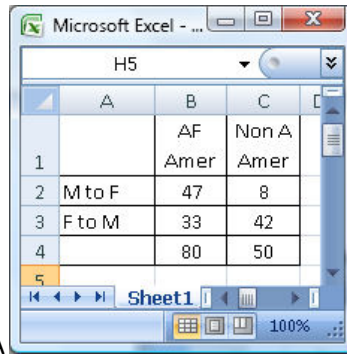 Microsoft Excel - ...
H5
A B C
AF Non A
1 Amer Amer
2 M to F 47 8
3 F to M 33 42
4 80 50
5
Sheet1
100%
\